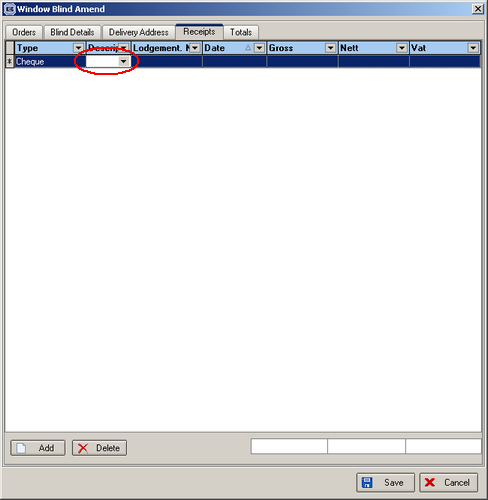 Window Blind Amend
Orders Blind Details Delivery Address Receipts Totals
Type Descrip Lodgement. N Date Gross Nett Vat
* Cheque
Add Delete
Save Cancel